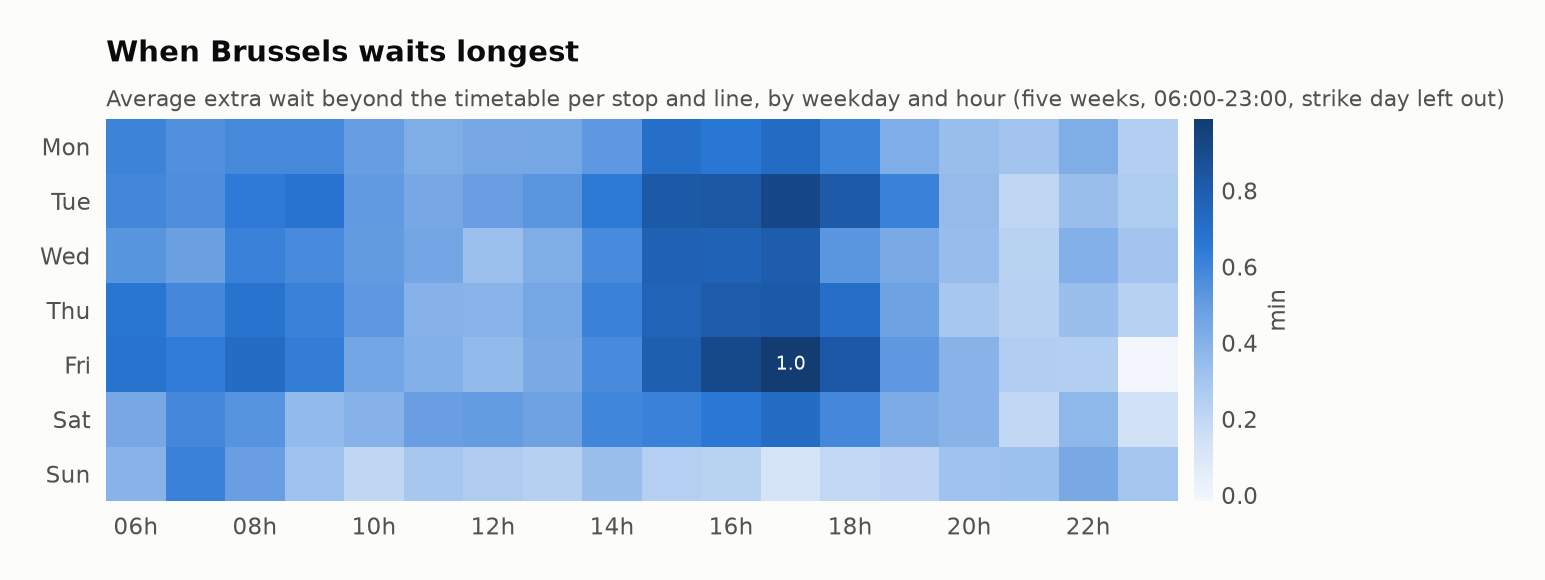 When Brussels waits longest
Average extra wait beyond the timetable per stop and line, by weekday and hour (five weeks, 06:00-23:00, strike day left out)
Mon
Tue
Wed
Thu
Fri
Sat
Sun
1.0
06h 08h 10h 12h 14h 16h 18h 20h 22h
0.8
0.6
0.4
0.2
0.0
min